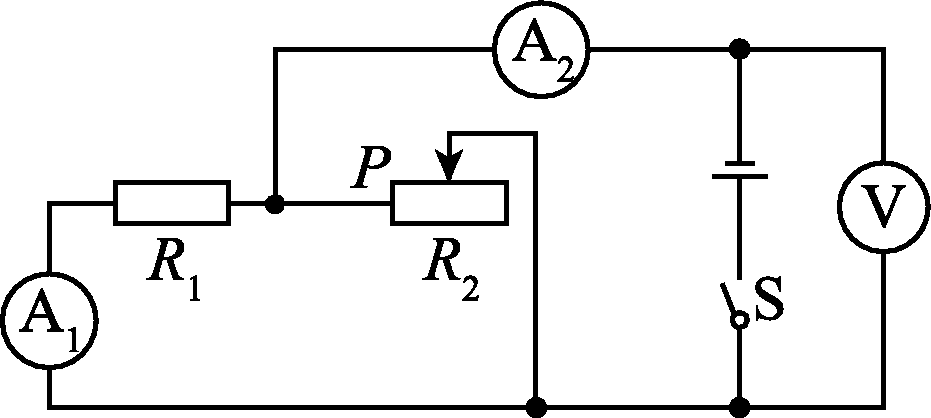 A₂
P
R₁
R₂
V
A₁
S